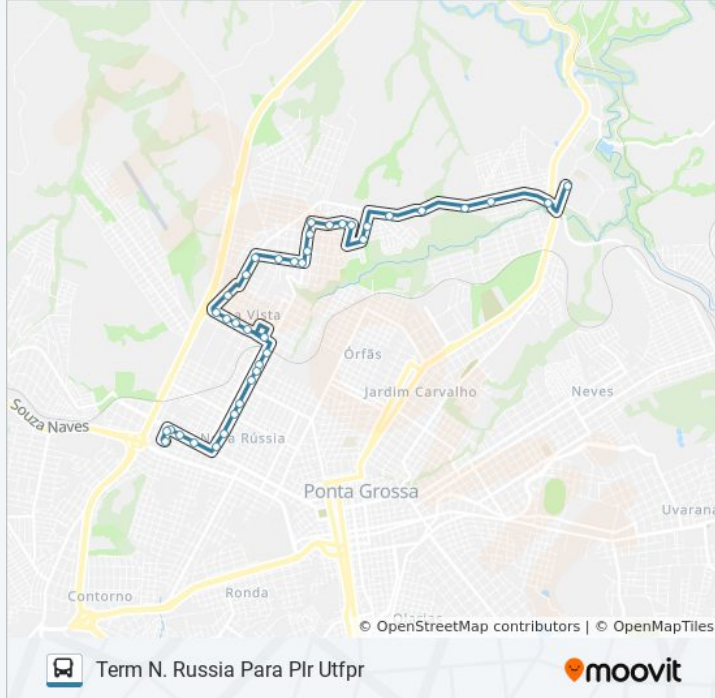 a Vista
Órfãs
Jardim Carvalho
Neves
Souza Naves
Rússia
Ponta Grossa
Uvarana
Contorno
Ronda
© OpenStreetMap contributors | © OpenMapTiles
Term N. Russia Para Plr Utfpr
moovit